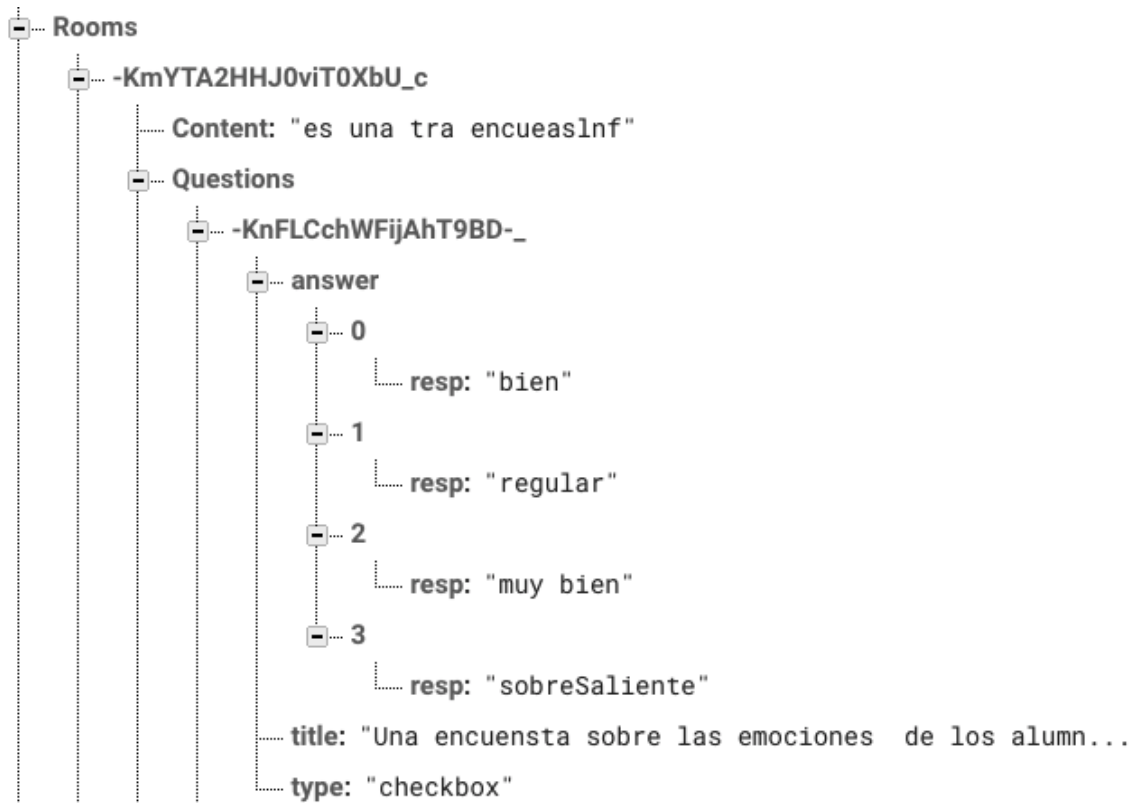 Rooms
-KmYTA2HHJ0viT0XbU_c
Content: "es una tra encueaslnf"
Questions
-KnFLCchWFijAhT9BD-_
answer
0
resp: "bien"
1
resp: "regular"
2
resp: "muy bien"
3
resp: "sobreSaliente"
title: "Una encuensta sobre las emociones  de los alumn...
type: "checkbox"